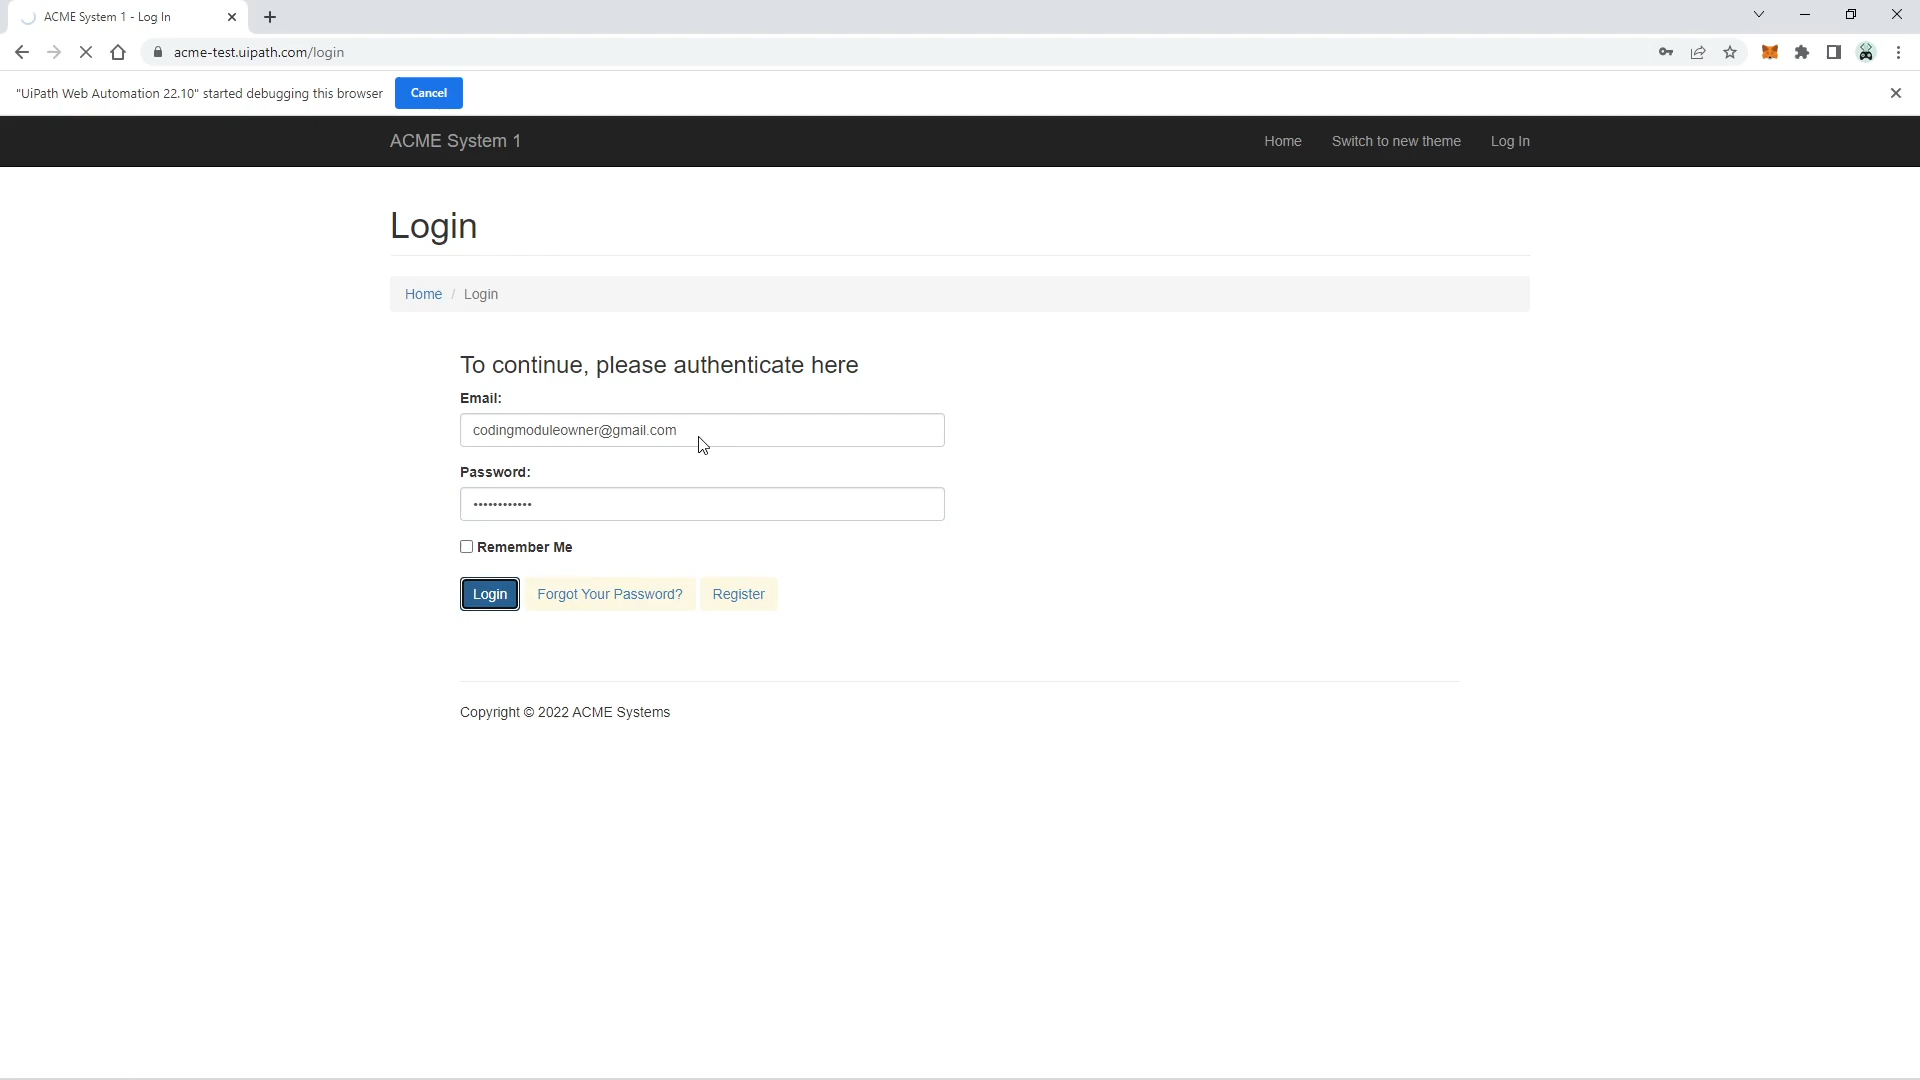 ACME System 1 - Log In
acme-test.uipath.com/login
"UiPath Web Automation 22.10" started debugging this browser Cancel
ACME System 1 Home Switch to new theme Log In
Login
Home / Login
To continue, please authenticate here
Email:
codingmoduleowner@gmail.com
Password:
••••••••••••
Remember Me
Login Forgot Your Password? Register
Copyright © 2022 ACME Systems